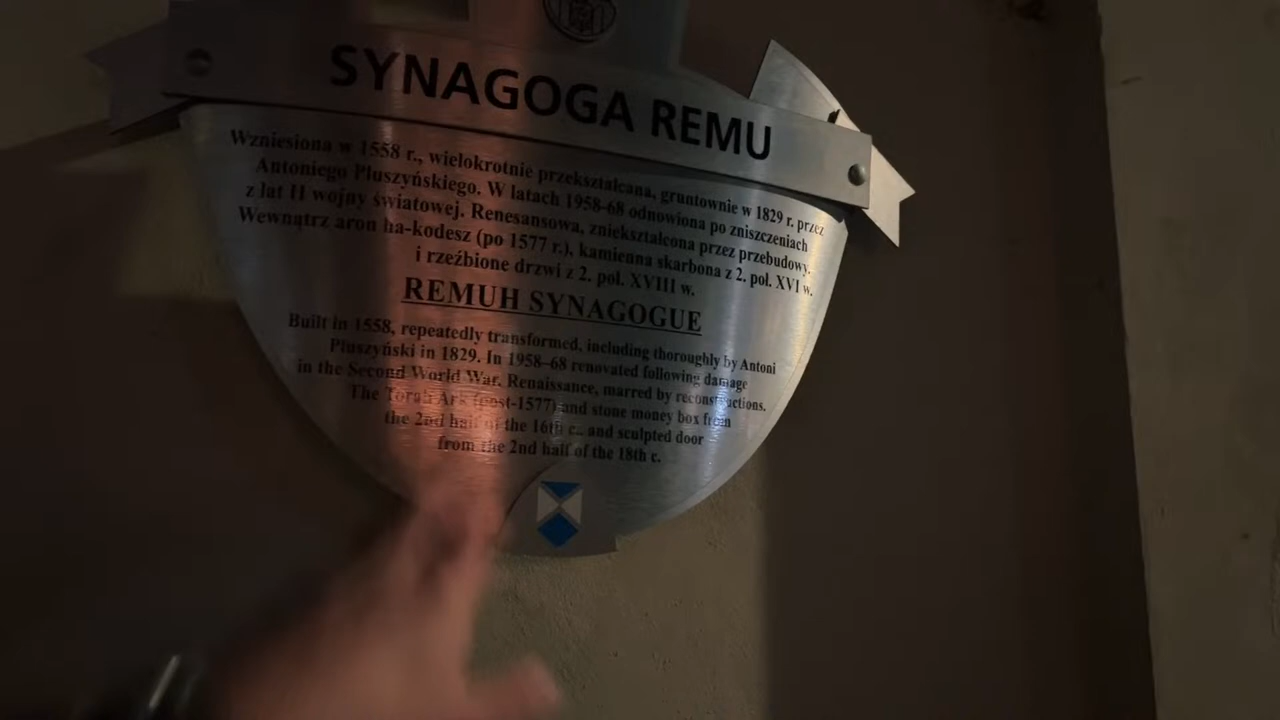 SYNAGOGA REMU
Wzniesiona w 1558 r., wielokrotnie przekształcana, gruntownie w 1829 r. przez
Antoniego Pluszyńskiego. W latach 1958-68 odnowiona po zniszczeniach
z lat II wojny światowej. Renesansowa, zniekształcona przez przebudowy.
Wewnątrz aron ha-kodesz (po 1577 r.), kamienna skarbona z 2. poł. XVI w.
i rzeźbione drzwi z 2. poł. XVIII w.
REMUH SYNAGOGUE
Built in 1558, repeatedly transformed, including thoroughly by Antoni
Pluszyński in 1829. In 1958–68 renovated following damage
in the Second World War. Renaissance, marred by reconstructions.
The Torah Ark (post-1577) and stone money box from
the 2nd half of the 16th c., and sculpted door
from the 2nd half of the 18th c.